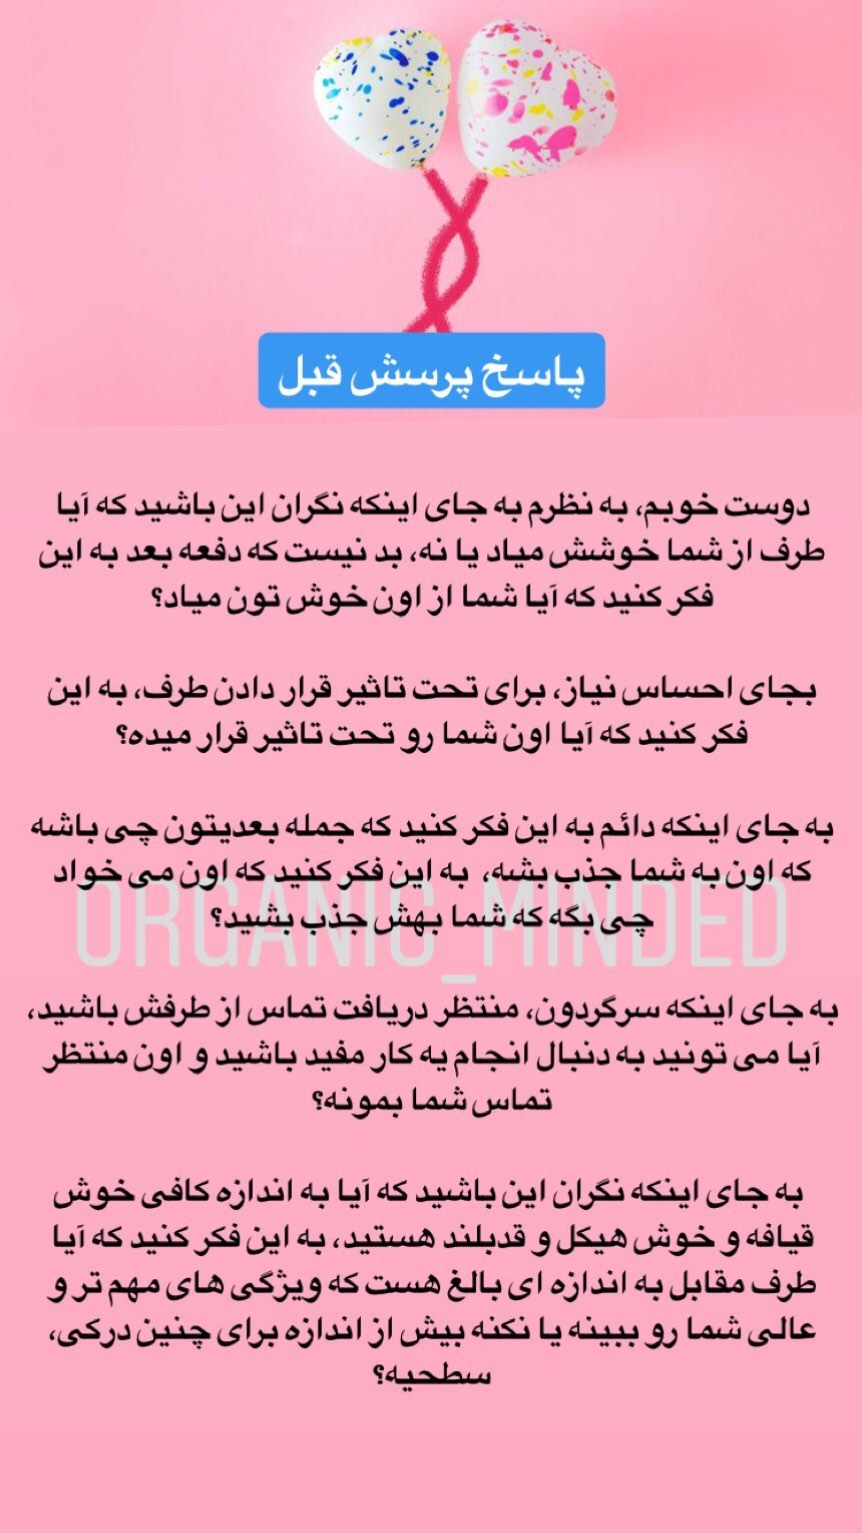 پاسخ پرسش قبل
دوست خوبم، به نظرم به جای اینکه نگران این باشید که آیا
طرف از شما خوشش میاد یا نه، بد نیست که دفعه بعد به این
فکر کنید که آیا شما از اون خوش تون میاد؟
بجای احساس نیاز، برای تحت تاثیر قرار دادن طرف، به این
فکر کنید که آیا اون شما رو تحت تاثیر قرار میده؟
به جای اینکه دائم به این فکر کنید که جمله بعدیتون چی باشه
که اون به شما جذب بشه، به این فکر کنید که اون می خواد
چی بگه که شما بهش جذب بشید؟
ORGANIC_MINDED
به جای اینکه سرگردون، منتظر دریافت تماس از طرفش باشید،
آیا می تونید به دنبال انجام یه کار مفید باشید و اون منتظر
تماس شما بمونه؟
به جای اینکه نگران این باشید که آیا به اندازه کافی خوش
قیافه و خوش هیکل و قدبلند هستید، به این فکر کنید که آیا
طرف مقابل به اندازه ای بالغ هست که ویژگی های مهم تر و
عالی شما رو ببینه یا نکنه بیش از اندازه برای چنین درکی،
سطحیه؟